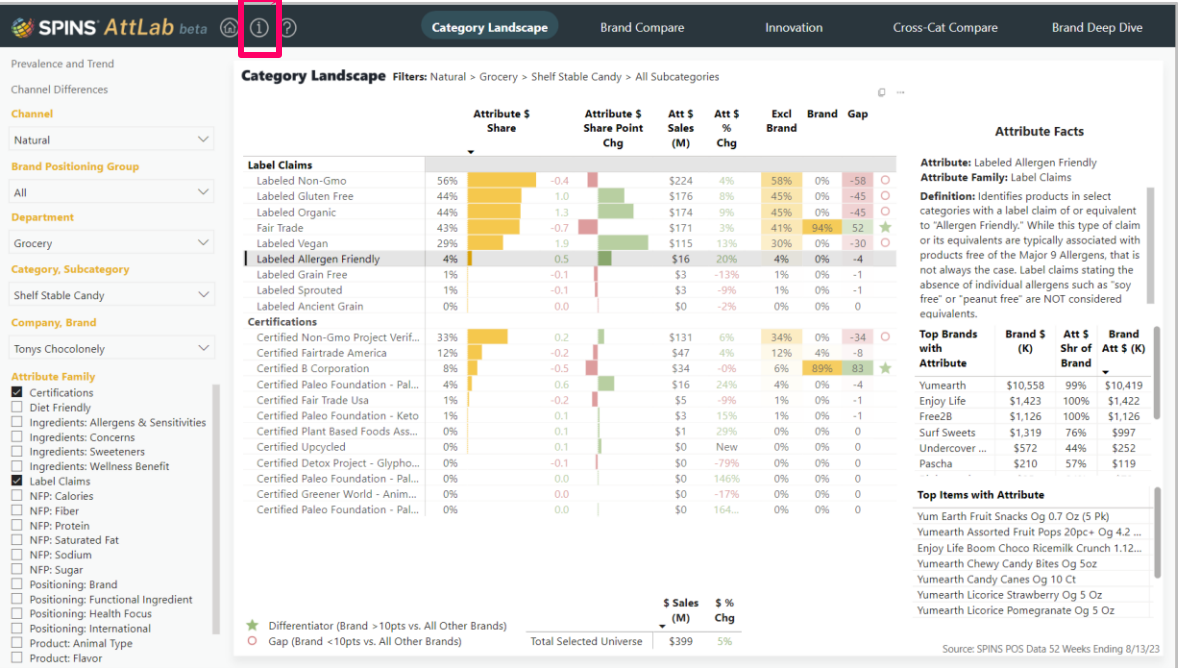 SPINS AttLab beta
Category Landscape
Brand Compare
Innovation
Cross-Cat Compare
Brand Deep Dive
Prevalence and Trend
Channel Differences
Channel
Natural
Brand Positioning Group
All
Department
Grocery
Category, Subcategory
Shelf Stable Candy
Company, Brand
Tonys Chocolonely
Attribute Family
Certifications
Diet Friendly
Ingredients: Allergens & Sensitivities
Ingredients: Concerns
Ingredients: Sweeteners
Ingredients: Wellness Benefit
Label Claims
NFP: Calories
NFP: Fiber
NFP: Protein
NFP: Saturated Fat
NFP: Sodium
NFP: Sugar
Positioning: Brand
Positioning: Functional Ingredient
Positioning: Health Focus
Positioning: International
Product: Animal Type
Product: Flavor
Category Landscape Filters: Natural > Grocery > Shelf Stable Candy > All Subcategories
Attribute $ Attribute $ Att $ Att $ Excl Brand Gap
Share Share Point Sales % Brand
Chg (M) Chg
Label Claims
Labeled Non-Gmo 56% -0.4 $224 4% 58% 0% -58
Labeled Gluten Free 44% 1.0 $176 8% 45% 0% -45
Labeled Organic 44% 1.3 $174 9% 45% 0% -45
Fair Trade 43% -0.7 $171 3% 41% 94% 52
Labeled Vegan 29% 1.9 $115 13% 30% 0% -30
Labeled Allergen Friendly 4% 0.5 $16 20% 4% 0% -4
Labeled Grain Free 1% -0.1 $3 -13% 1% 0% -1
Labeled Sprouted 1% -0.1 $3 -9% 1% 0% -1
Labeled Ancient Grain 0% 0.0 $0 -2% 0% 0% 0
Certifications
Certified Non-Gmo Project Verif... 33% 0.2 $131 6% 34% 0% -34
Certified Fairtrade America 12% -0.2 $47 4% 12% 4% -8
Certified B Corporation 8% -0.5 $34 -0% 6% 89% 83
Certified Paleo Foundation - Pal... 4% 0.6 $16 24% 4% 0% -4
Certified Fair Trade Usa 1% -0.2 $5 -9% 1% 0% -1
Certified Paleo Foundation - Keto 1% 0.1 $3 15% 1% 0% -1
Certified Plant Based Foods Ass... 0% 0.1 $1 29% 0% 0% 0
Certified Upcycled 0% 0.1 $0 New 0% 0% 0
Certified Detox Project - Glypho... 0% -0.1 $0 -79% 0% 0% 0
Certified Paleo Foundation - Pal... 0% 0.0 $0 146% 0% 0% 0
Certified Greener World - Anim... 0% 0.0 $0 -17% 0% 0% 0
Certified Paleo Foundation - Pal... 0% 0.0 $0 164... 0% 0% 0
$ Sales $ %
(M) Chg
Total Selected Universe $399 5%
Differentiator (Brand >10pts vs. All Other Brands)
Gap (Brand <10pts vs. All Other Brands)
Attribute Facts
Attribute: Labeled Allergen Friendly
Attribute Family: Label Claims
Definition: Identifies products in select
categories with a label claim of or equivalent
to "Allergen Friendly." While this type of claim
or its equivalents are typically associated with
products free of the Major 9 Allergens, that is
not always the case. Label claims stating the
absence of individual allergens such as "soy
free" or "peanut free" are NOT considered
equivalents.
Top Brands Brand $ Att $ Brand
with (K) Shr of Att $ (K)
Attribute Brand
Yumearth $10,558 99% $10,419
Enjoy Life $1,423 100% $1,422
Free2B $1,126 100% $1,126
Surf Sweets $1,319 76% $997
Undercover ... $572 44% $252
Pascha $210 57% $119
Top Items with Attribute
Yum Earth Fruit Snacks Og 0.7 Oz (5 Pk)
Yumearth Assorted Fruit Pops 20pc+ Og 4.2 ...
Enjoy Life Boom Choco Ricemilk Crunch 1.12...
Yumearth Chewy Candy Bites Og 5oz
Yumearth Candy Canes Og 10 Ct
Yumearth Licorice Strawberry Og 5 Oz
Yumearth Licorice Pomegranate Og 5 Oz
Source: SPINS POS Data 52 Weeks Ending 8/13/23